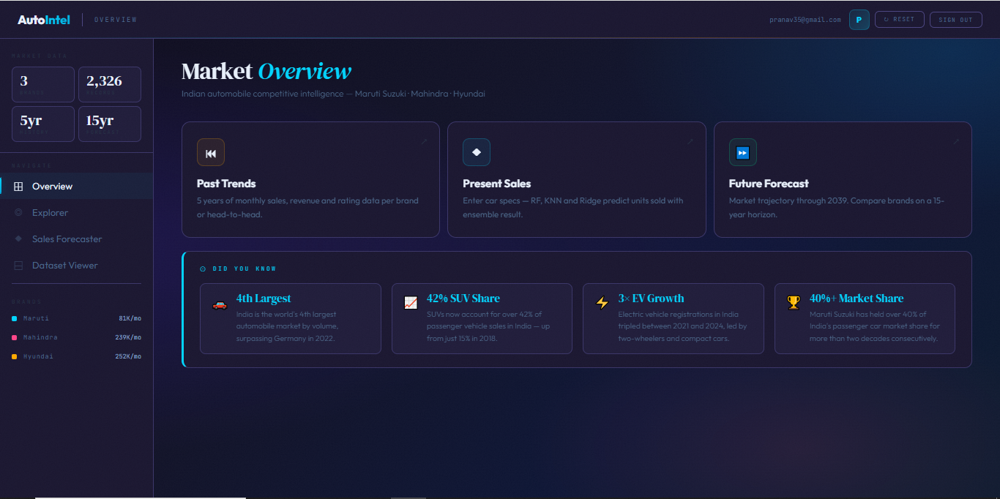 AutoIntel
OVERVIEW
pranav35@gmail.com
P
↻ RESET
SIGN OUT
MARKET DATA
3
BRANDS
2,326
RECORDS
5yr
HISTORY
15yr
FORECAST
NAVIGATE
Overview
Explorer
Sales Forecaster
Dataset Viewer
BRANDS
Maruti 81K/mo
Mahindra 239K/mo
Hyundai 252K/mo
Market Overview
Indian automobile competitive intelligence — Maruti Suzuki · Mahindra · Hyundai
Past Trends
5 years of monthly sales, revenue and rating data per brand
or head-to-head.
Present Sales
Enter car specs — RF, KNN and Ridge predict units sold with
ensemble result.
Future Forecast
Market trajectory through 2039. Compare brands on a 15-
year horizon.
DID YOU KNOW
4th Largest
India is the world's 4th largest
automobile market by volume,
surpassing Germany in 2022.
42% SUV Share
SUVs now account for over 42% of
passenger vehicle sales in India — up
from just 15% in 2018.
3× EV Growth
Electric vehicle registrations in India
tripled between 2021 and 2024, led by
two-wheelers and compact cars.
40%+ Market Share
Maruti Suzuki has held over 40% of
India's passenger car market share for
more than two decades consecutively.